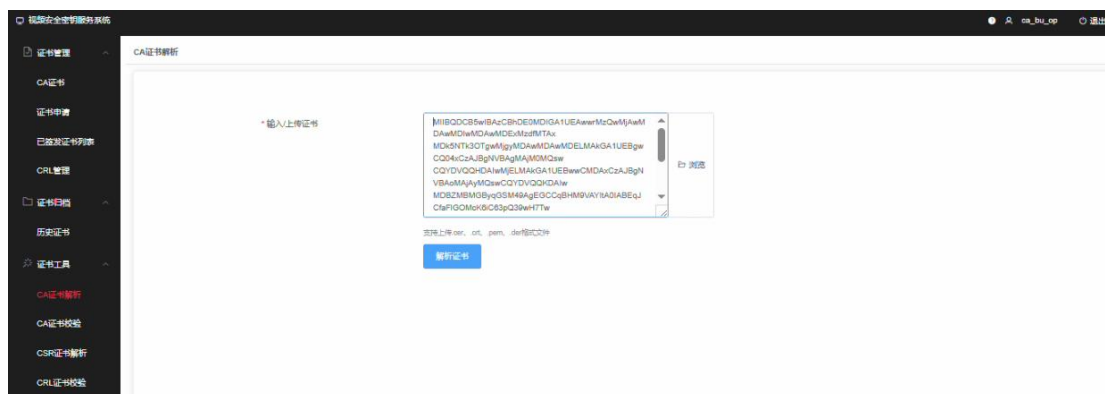 视频安全密钥服务系统
ca_bu_op
退出
证书管理
CA证书
证书申请
已签发证书列表
CRL管理
证书归档
历史证书
证书工具
CA证书解析
CA证书校验
CSR证书解析
CRL证书校验
CA证书解析
* 输入/上传证书
MIIBQDCB5wIBAzCBhDE0MDIGA1UEAwwrMzQwMjAwM
DAwMDIwMDAwMDExMzdfMTAx
MDk5NTk3OTgwMjgyMDAwMDAwMDELMAkGA1UEBgw
CQ04xCzAJBgNVBAgMAjM0MQsw
CQYDVQQHDAIwMjELMAkGA1UEBwwCMDAxCzAJBgN
VBAoMAjAyMQswCQYDVQQKDAIw
MDBZMBMGByqGSM49AgEGCCqBHM9VAYItA0IABEqJ
CfaFIGOMoK6iC63pQ39wH7Tw
浏览
支持上传cer、.crt、.pem、.der格式文件
解析证书